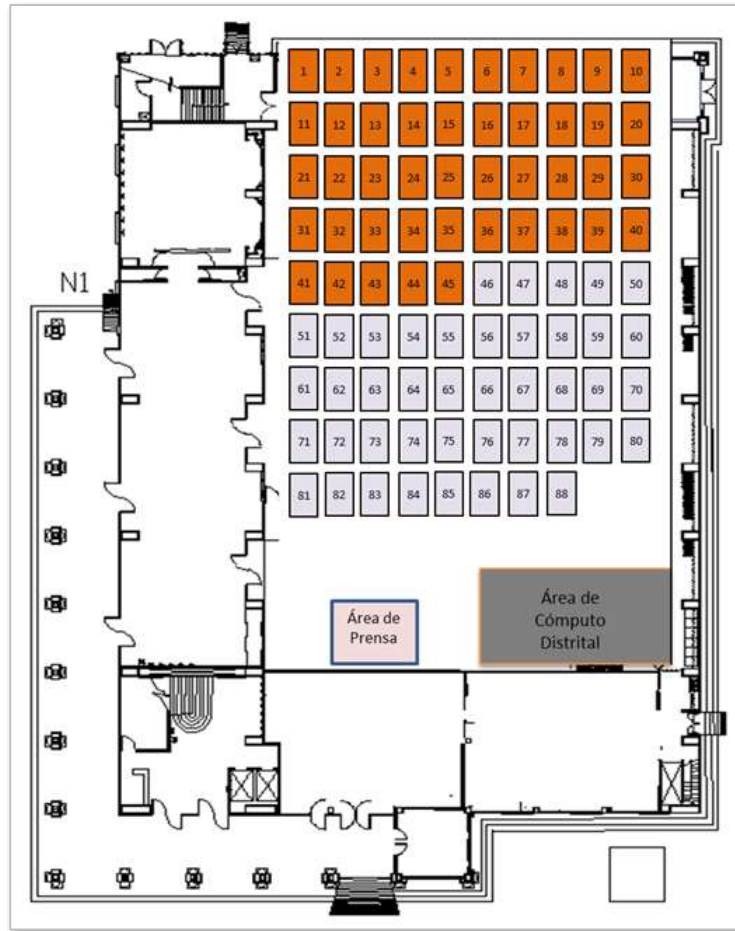 1 2 3 4 5 6 7 8 9 10
11 12 13 14 15 16 17 18 19 20
21 22 23 24 25 26 27 28 29 30
31 32 33 34 35 36 37 38 39 40
N1
41 42 43 44 45 46 47 48 49 50
51 52 53 54 55 56 57 58 59 60
61 62 63 64 65 66 67 68 69 70
71 72 73 74 75 76 77 78 79 80
81 82 83 84 85 86 87 88
Área de
Prensa
Área de
Cómputo
Distrital